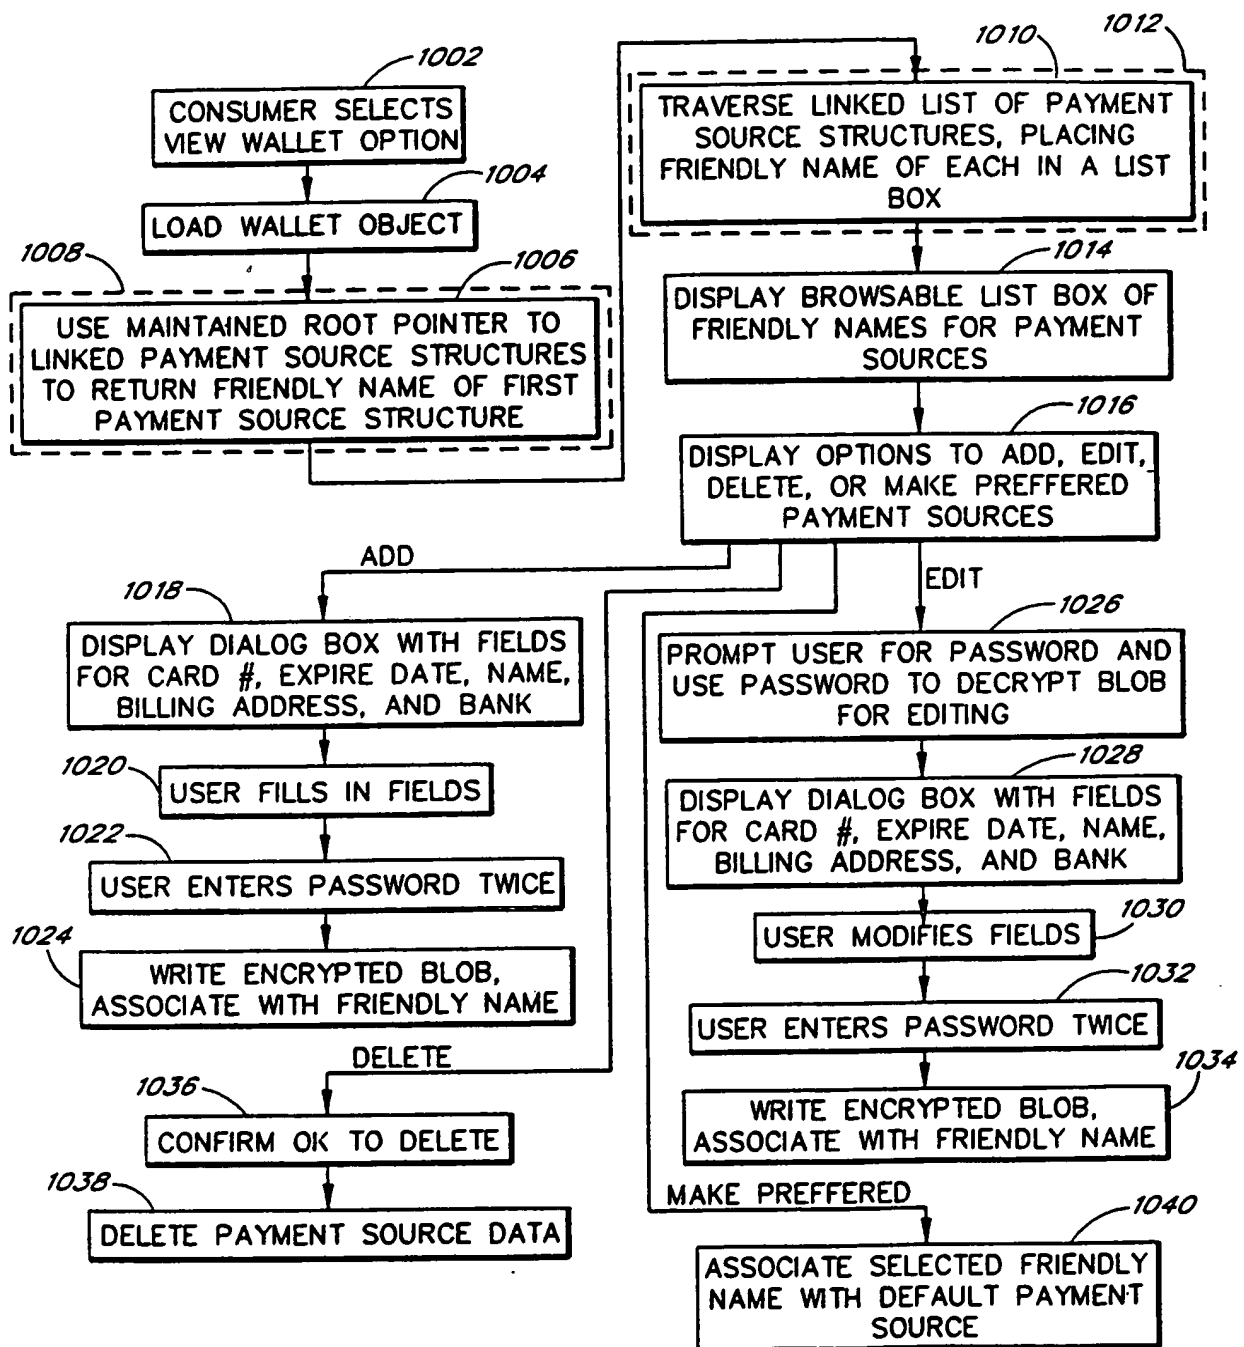 1002
CONSUMER SELECTS
VIEW WALLET OPTION
1004
LOAD WALLET OBJECT
1008
1006
USE MAINTAINED ROOT POINTER TO
LINKED PAYMENT SOURCE STRUCTURES
TO RETURN FRIENDLY NAME OF FIRST
PAYMENT SOURCE STRUCTURE
1010
1012
TRAVERSE LINKED LIST OF PAYMENT
SOURCE STRUCTURES, PLACING
FRIENDLY NAME OF EACH IN A LIST
BOX
1014
DISPLAY BROWSABLE LIST BOX OF
FRIENDLY NAMES FOR PAYMENT
SOURCES
1016
DISPLAY OPTIONS TO ADD, EDIT,
DELETE, OR MAKE PREFFERED
PAYMENT SOURCES
ADD
1018
DISPLAY DIALOG BOX WITH FIELDS
FOR CARD #, EXPIRE DATE, NAME,
BILLING ADDRESS, AND BANK
1020
USER FILLS IN FIELDS
1022
USER ENTERS PASSWORD TWICE
1024
WRITE ENCRYPTED BLOB,
ASSOCIATE WITH FRIENDLY NAME
EDIT
1026
PROMPT USER FOR PASSWORD AND
USE PASSWORD TO DECRYPT BLOB
FOR EDITING
1028
DISPLAY DIALOG BOX WITH FIELDS
FOR CARD #, EXPIRE DATE, NAME,
BILLING ADDRESS, AND BANK
1030
USER MODIFIES FIELDS
1032
USER ENTERS PASSWORD TWICE
1034
WRITE ENCRYPTED BLOB,
ASSOCIATE WITH FRIENDLY NAME
DELETE
1036
CONFIRM OK TO DELETE
1038
DELETE PAYMENT SOURCE DATA
MAKE PREFFERED
1040
ASSOCIATE SELECTED FRIENDLY
NAME WITH DEFAULT PAYMENT
SOURCE